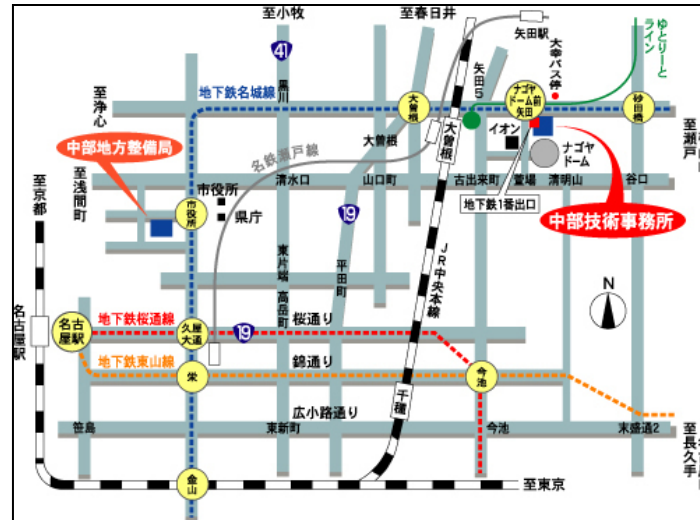 至小牧
至春日井
41
矢田駅
大幸バス停
ゆとりーと
ライン
至浄心
地下鉄名城線
黒川
大曽根
矢田5
ナゴヤ
ドーム前
矢田
砂田橋
中部地方整備局
名鉄瀬戸線
大曽根
大曽根
イオン
ナゴヤ
ドーム
至瀬戸
至京都
至浅間町
市役所
市役所
県庁
清水口
山口町
古出来町
萱場
清明山
谷口
地下鉄1番出口
中部技術事務所
19
東片端
平田町
JR中央本線
N
高岳町
名古屋駅
名古
屋駅
地下鉄桜通線
久屋
大通
19
桜通り
地下鉄東山線
栄
錦通り
今池
千種
広小路通り
笹島
東新町
今池
末盛通2
至長久手
金山
至東京